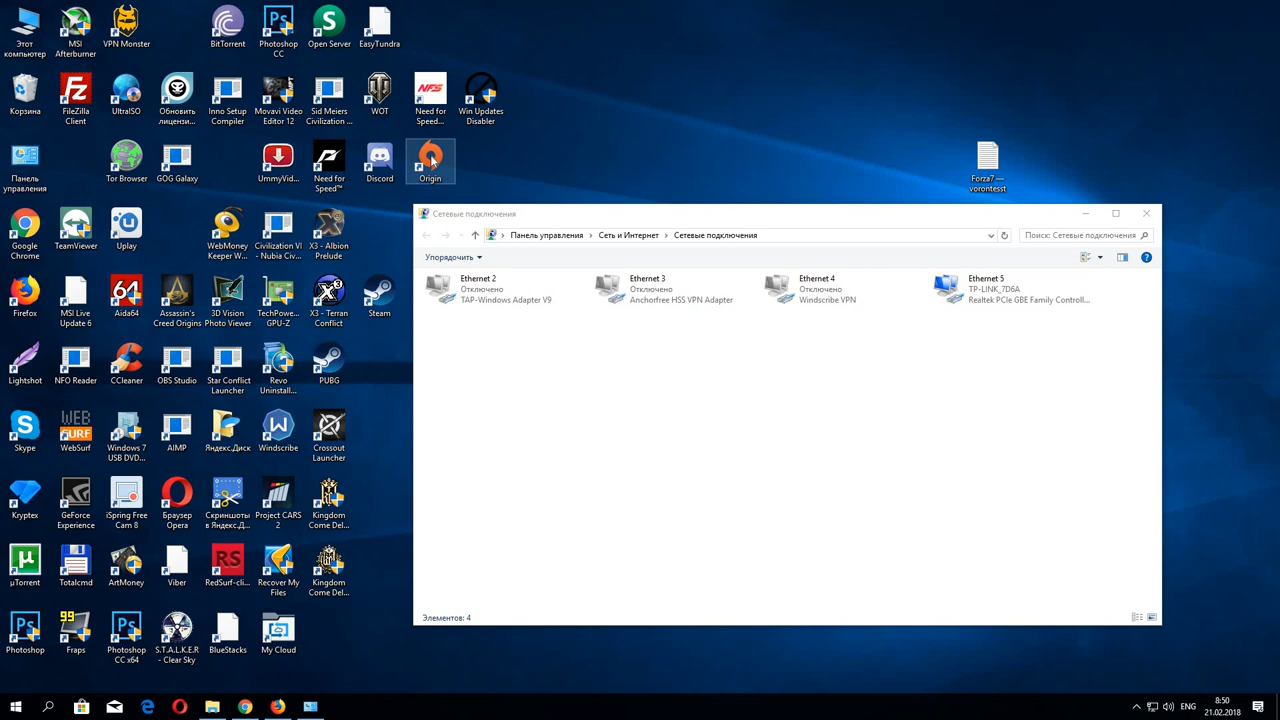 Этот
компьютер
MSI
Afterburner
VPN Monster
BitTorrent
Photoshop
CC
Open Server
EasyTundra
Корзина
FileZilla
Client
UltraISO
Обновить
лицензи...
Inno Setup
Compiler
Movavi Video
Editor 12
Sid Meiers
Civilization ...
WOT
NFS
Need for
Speed...
Win Updates
Disabler
Панель
управления
Tor Browser
GOG Galaxy
UmmyVid...
Need for
Speed™
Discord
Origin
Forza7 —
vorontesst
Google
Chrome
TeamViewer
Uplay
WebMoney
Keeper W...
Civilization VI
- Nubia Civ...
X3 - Albion
Prelude
Firefox
MSI Live
Update 6
64
Aida64
Assassin's
Creed Origins
3D Vision
Photo Viewer
TechPowe...
GPU-Z
X3 - Terran
Conflict
Steam
Lightshot
NFO Reader
CCleaner
OBS Studio
Star Conflict
Launcher
Revo
Uninstall...
PUBG
Skype
WEB
SURF
WebSurf
Windows 7
USB DVD...
AIMP
Яндекс.Диск
Windscribe
Crossout
Launcher
Kryptex
GeForce
Experience
iSpring Free
Cam 8
Браузер
Opera
Скриншоты
в Яндекс.Д...
Project CARS
2
Kingdom
Come Del...
µTorrent
Totalcmd
ArtMoney
Viber
RS
RedSurf-cli...
Recover My
Files
Kingdom
Come Del...
Photoshop
99
Fraps
Photoshop
CC x64
S.T.A.L.K.E.R
- Clear Sky
BlueStacks
My Cloud
Сетевые подключения
Панель управления
Сеть и Интернет
Сетевые подключения
Поиск: Сетевые подключения
Упорядочить
Ethernet 2
Отключено
TAP-Windows Adapter V9
Ethernet 3
Отключено
Anchorfree HSS VPN Adapter
Ethernet 4
Отключено
Windscribe VPN
Ethernet 5
TP-LINK_7D6A
Realtek PCIe GBE Family Controll...
Элементов: 4
ENG
8:50
21.02.2018